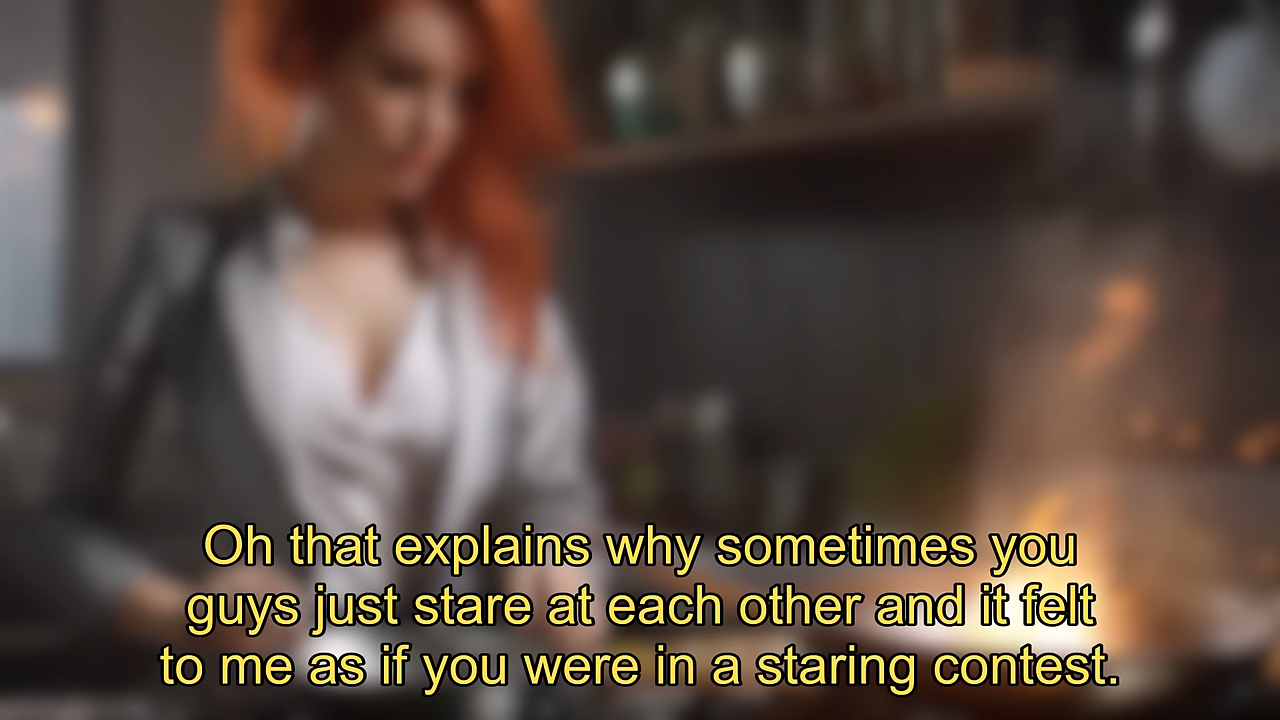 Oh that explains why sometimes you
guys just stare at each other and it felt
to me as if you were in a staring contest.